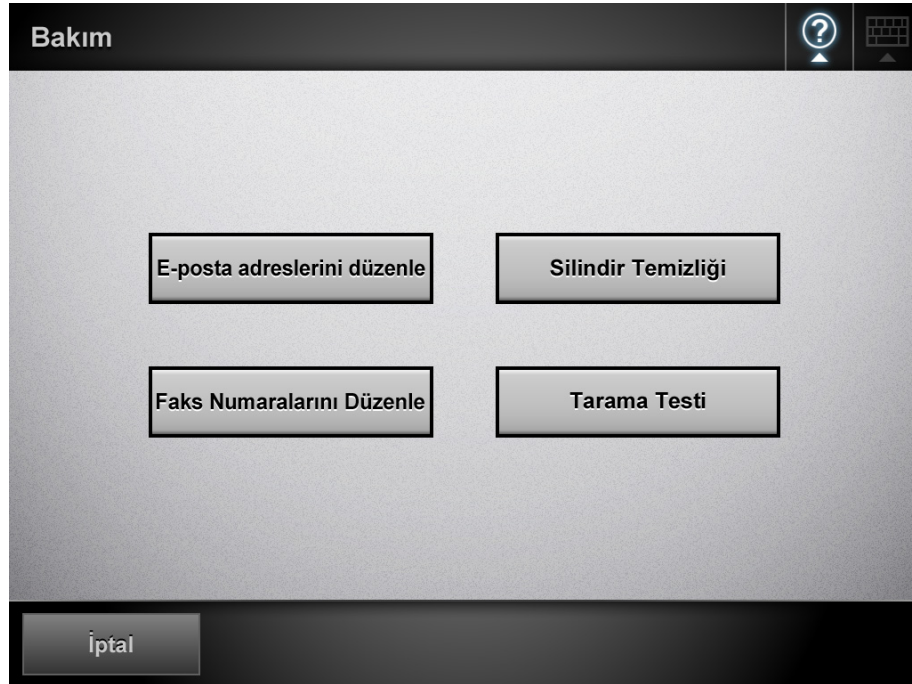 Bakım
?
E-posta adreslerini düzenle
Silindir Temizliği
Faks Numaralarını Düzenle
Tarama Testi
İptal